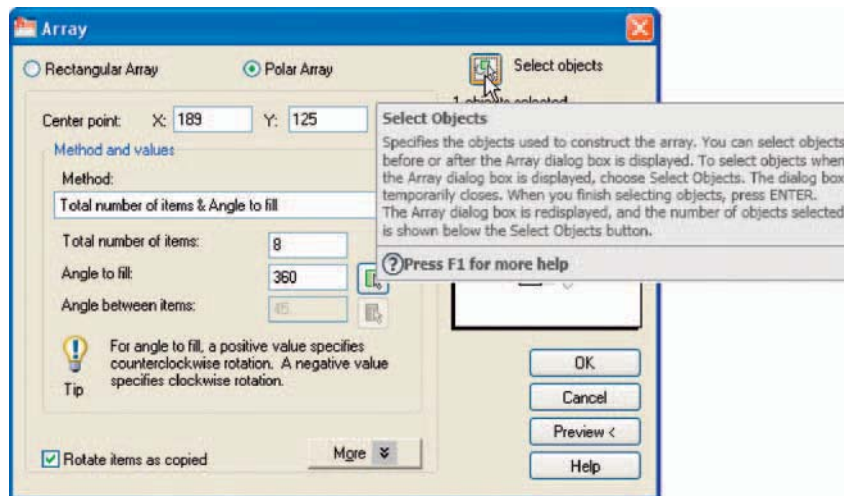 Array
Rectangular Array
Polar Array
Select objects
Center point: X: 189 Y: 125
Method and values
Method:
Total number of items & Angle to fill
Total number of items: 8
Angle to fill: 360
Angle between items: 45
Tip
For angle to fill, a positive value specifies
counterclockwise rotation. A negative value
specifies clockwise rotation.
Rotate items as copied
More
1 objects selected
Select Objects
Specifies the objects used to construct the array. You can select objects
before or after the Array dialog box is displayed. To select objects when
the Array dialog box is displayed, choose Select Objects. The dialog box
temporarily closes. When you finish selecting objects, press ENTER.
The Array dialog box is redisplayed, and the number of objects selected
is shown below the Select Objects button.
?Press F1 for more help
OK
Cancel
Preview <
Help